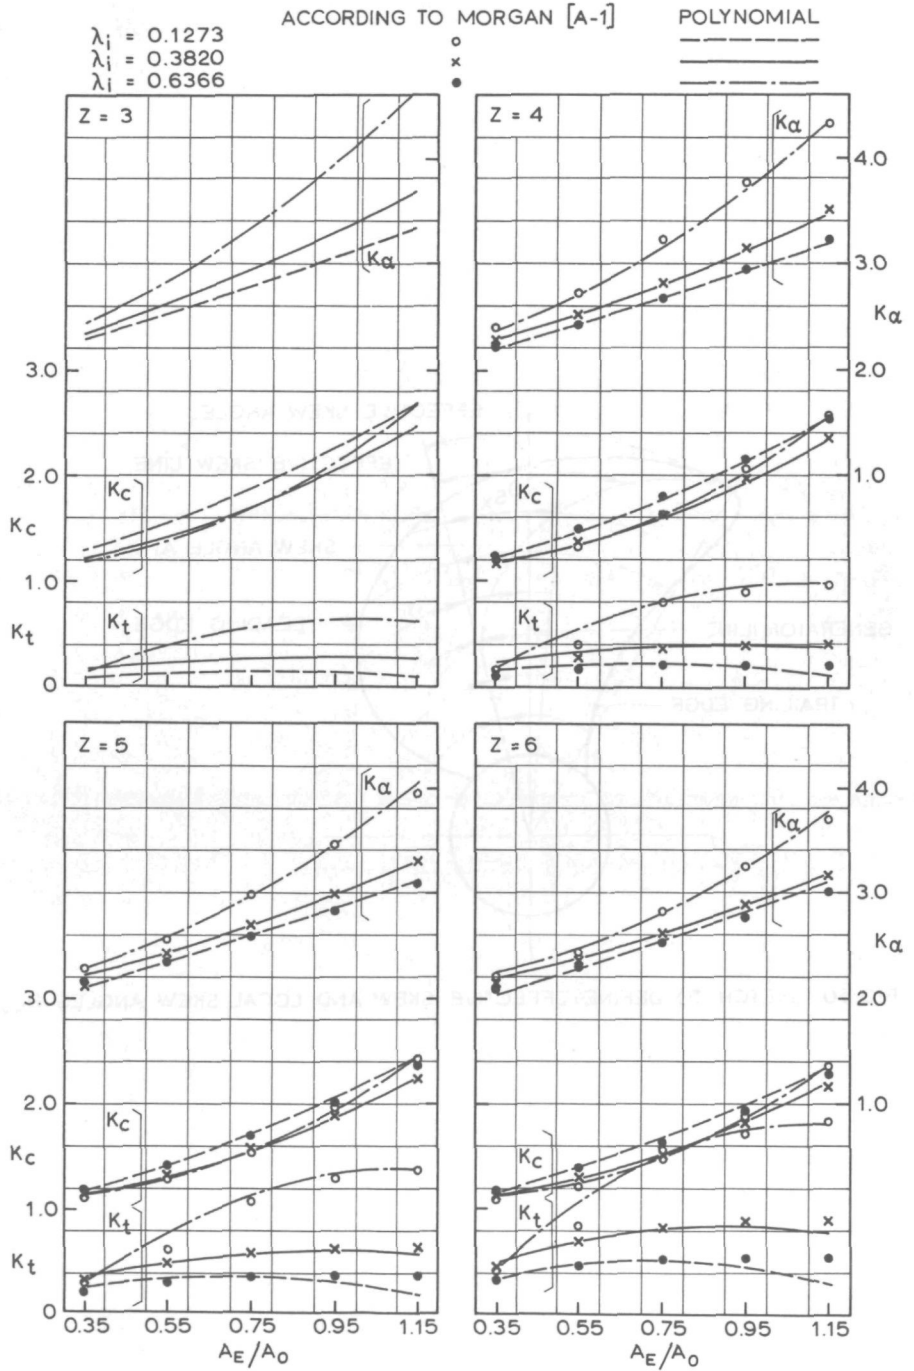 ACCORDING TO MORGAN [A-1] POLYNOMIAL
λi = 0.1273
λi = 0.3820
λi = 0.6366
Z = 3
Kα
3.0
2.0
Kc
Kc
1.0
Kt
Kt
0
Z = 4
Kα
4.0
3.0
Kα
2.0
1.0
Kc
Kt
Z = 5
Kα
3.0
2.0
Kc
Kc
1.0
Kt
Kt
0
0.35 0.55 0.75 0.95 1.15
AE/AO
Z = 6
Kα
4.0
3.0
Kα
2.0
1.0
Kc
Kt
0.35 0.55 0.75 0.95 1.15
AE/AO